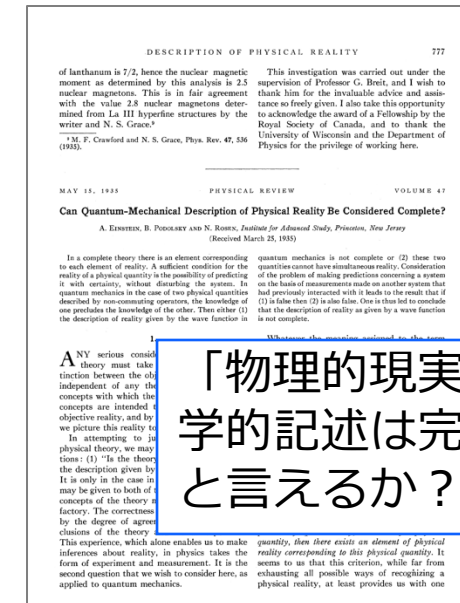 DESCRIPTION OF PHYSICAL REALITY 777
of lanthanum is 7/2, hence the nuclear magnetic
moment as determined by this analysis is 2.5
nuclear magnetons. This is in fair agreement
with the value 2.8 nuclear magnetons deter-
mined from La III hyperfine structures by the
writer and N. S. Grace.⁹
⁹ M. F. Crawford and N. S. Grace, Phys. Rev. 47, 536
(1935).
This investigation was carried out under the
supervision of Professor G. Breit, and I wish to
thank him for the invaluable advice and assis-
tance so freely given. I also take this opportunity
to acknowledge the award of a Fellowship by the
Royal Society of Canada, and to thank the
University of Wisconsin and the Department of
Physics for the privilege of working here.
MAY 15, 1935 PHYSICAL REVIEW VOLUME 47
Can Quantum-Mechanical Description of Physical Reality Be Considered Complete?
A. EINSTEIN, B. PODOLSKY AND N. ROSEN, Institute for Advanced Study, Princeton, New Jersey
(Received March 25, 1935)
In a complete theory there is an element corresponding
to each element of reality. A sufficient condition for the
reality of a physical quantity is the possibility of predicting
it with certainty, without disturbing the system. In
quantum mechanics in the case of two physical quantities
described by non-commuting operators, the knowledge of
one precludes the knowledge of the other. Then either (1)
the description of reality given by the wave function in
quantum mechanics is not complete or (2) these two
quantities cannot have simultaneous reality. Consideration
of the problem of making predictions concerning a system
on the basis of measurements made on another system that
had previously interacted with it leads to the result that if
(1) is false then (2) is also false. One is thus led to conclude
that the description of reality as given by a wave function
is not complete.
1.
ANY serious consid
theory must take
tinction between the obj
independent of any the
concepts with which the
concepts are intended t
objective reality, and by
we picture this reality to
In attempting to ju
physical theory, we may
tions: (1) "Is the theory
the description given by
It is only in the case in
may be given to both of t
concepts of the theory m
factory. The correctness
by the degree of agreer
clusions of the theory
This experience, which alone enables us to make
inferences about reality, in physics takes the
form of experiment and measurement. It is the
second question that we wish to consider here, as
applied to quantum mechanics.
Whatever the meaning assigned to the term
「物理的現実
学的記述は完
と言えるか？
quantity, then there exists an element of physical
reality corresponding to this physical quantity. It
seems to us that this criterion, while far from
exhausting all possible ways of recognizing a
physical reality, at least provides us with one